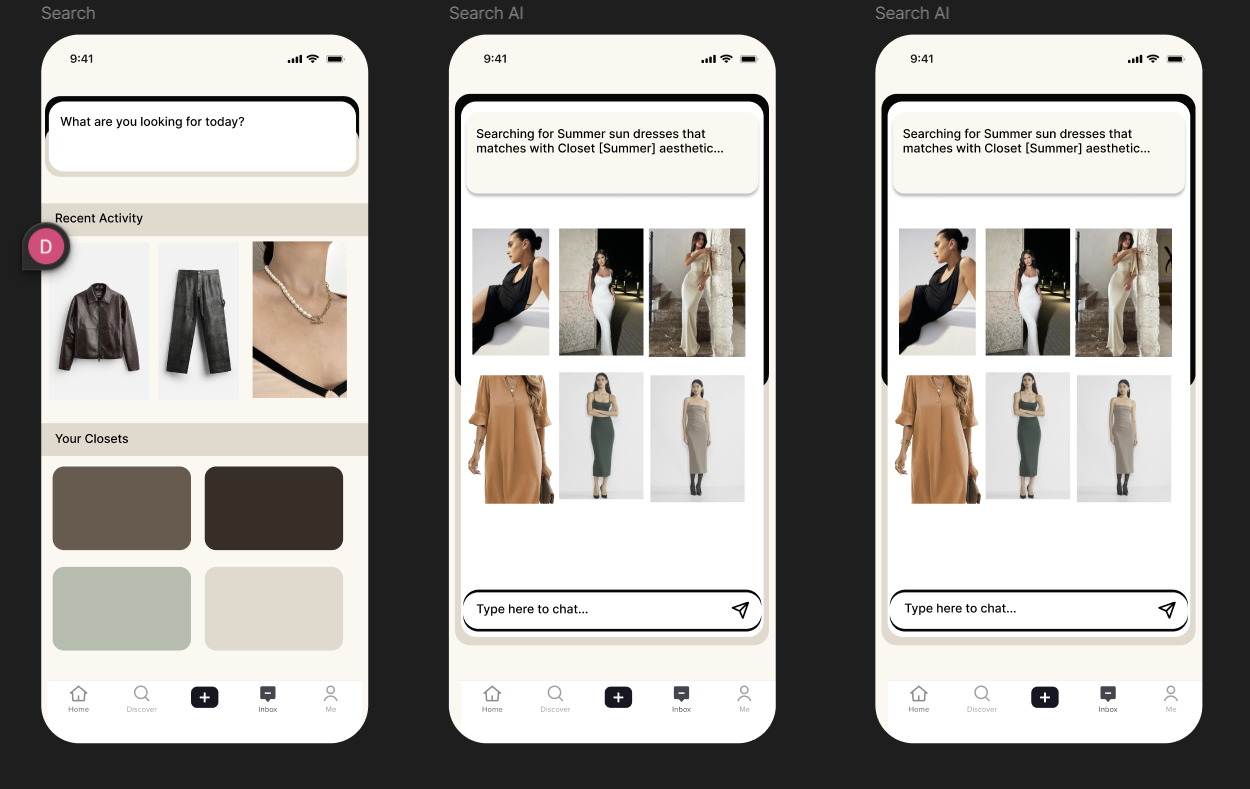 Search
9:41
What are you looking for today?
Recent Activity
D
Your Closets
Home
Discover
Inbox
Me
Search AI
9:41
Searching for Summer sun dresses that
matches with Closet [Summer] aesthetic...
Type here to chat...
Home
Discover
Inbox
Me
Search AI
9:41
Searching for Summer sun dresses that
matches with Closet [Summer] aesthetic...
Type here to chat...
Home
Discover
Inbox
Me